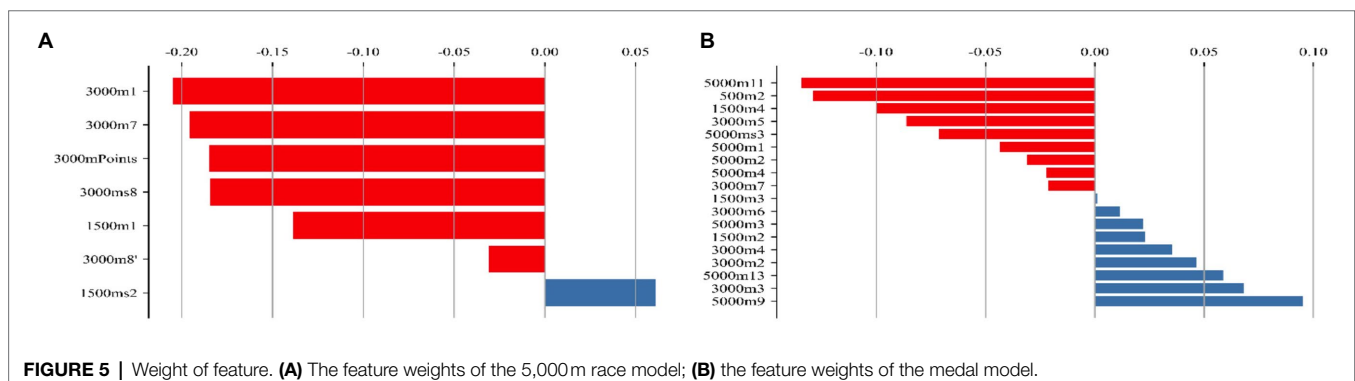 A
-0.20 -0.15 -0.10 -0.05 0.00 0.05
3000m1
3000m7
3000mPoints
3000ms8
1500m1
3000m8'
1500ms2
B
-0.10 -0.05 0.00 0.05 0.10
5000m11
500m2
1500m4
3000m5
5000ms3
5000m1
5000m2
5000m4
3000m7
1500m3
3000m6
5000m3
1500m2
3000m4
3000m2
5000m13
3000m3
5000m9
FIGURE 5 | Weight of feature. (A) The feature weights of the 5,000 m race model; (B) the feature weights of the medal model.